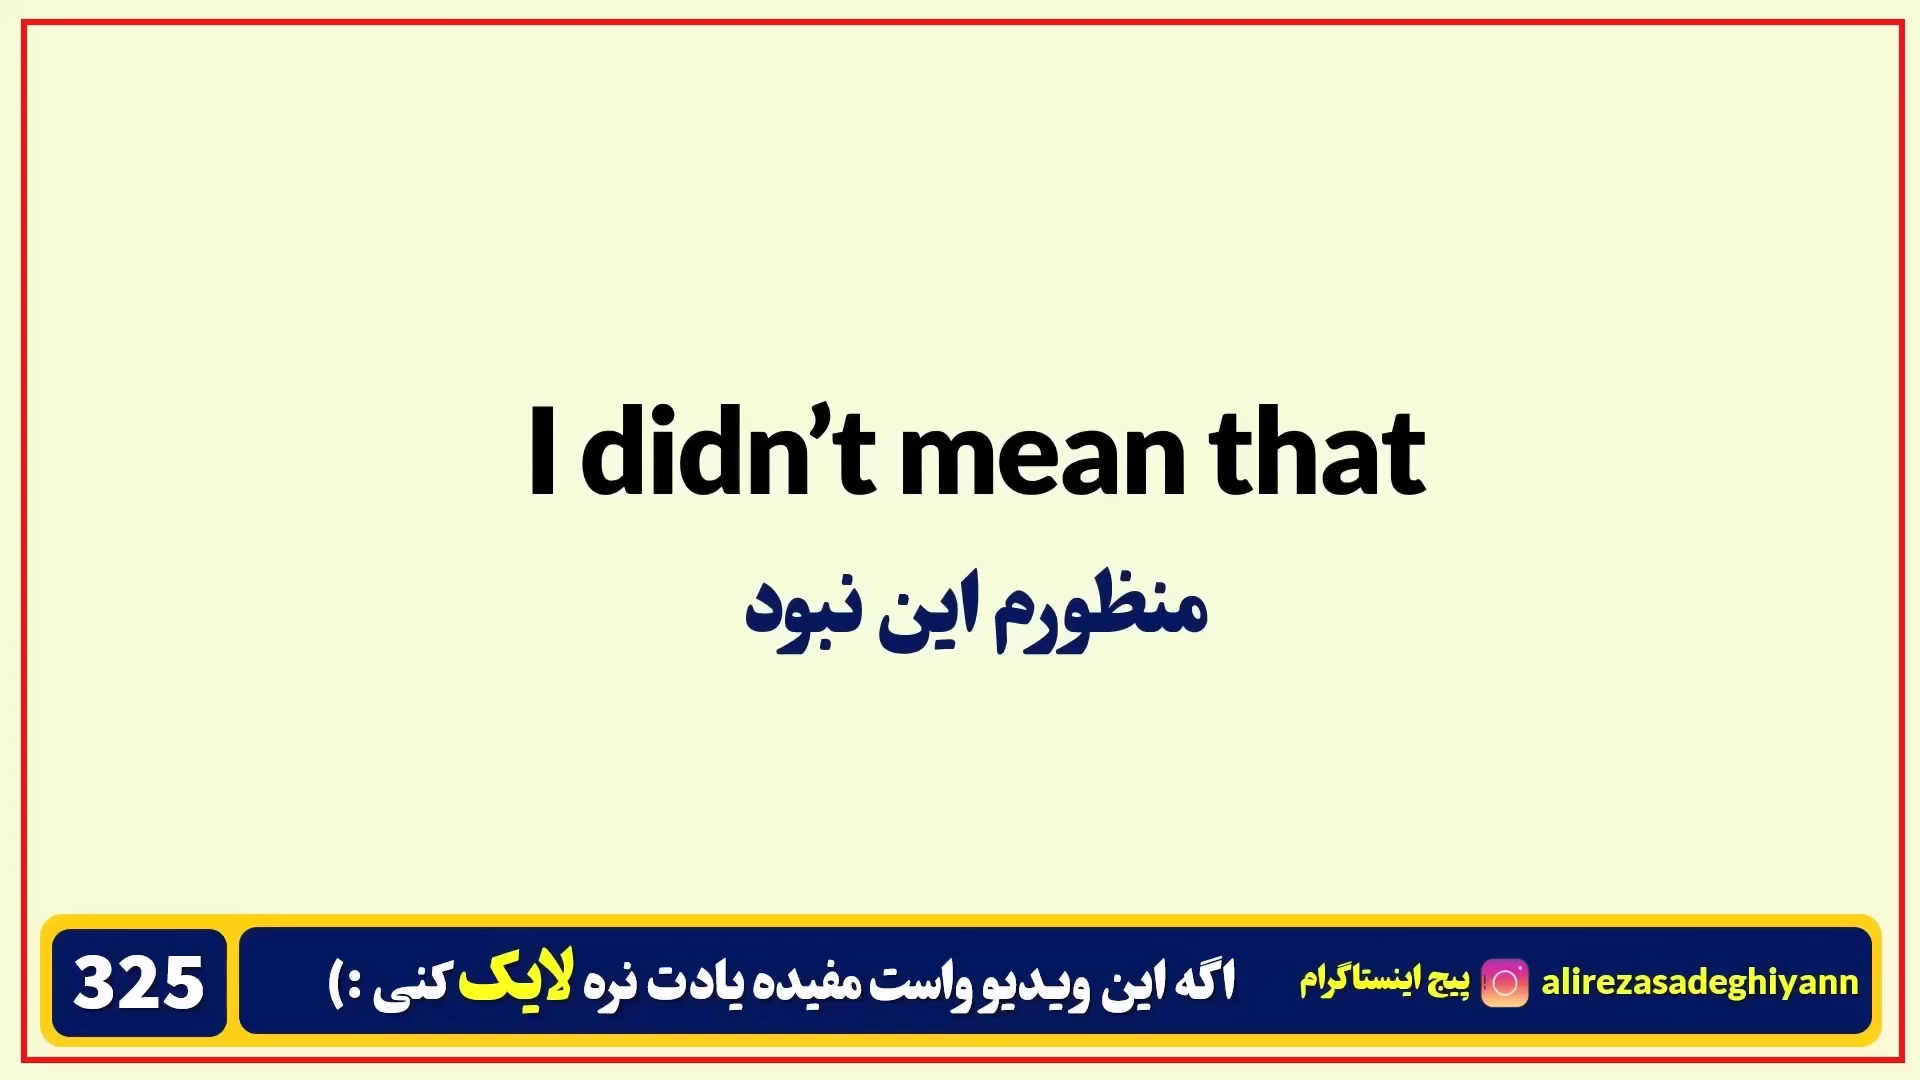 I didn’t mean that
منظورم این نبود
325
اگه این ویدیو واست مفیده یادت نره لایک کنی :)
پیج اینستاگرام
alirezasadeghiyann